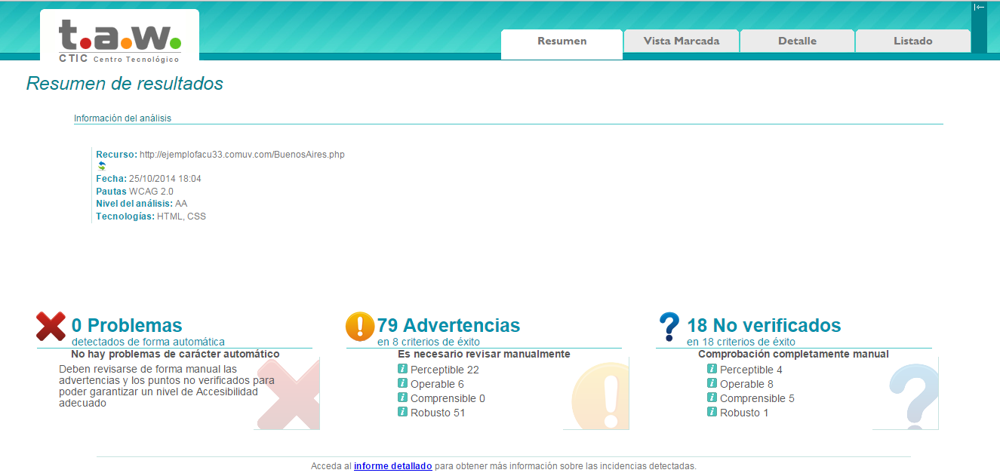 t.a.w.
CTIC Centro Tecnológico
Resumen
Vista Marcada
Detalle
Listado
Resumen de resultados
Información del análisis
Recurso: http://ejemplofacu33.comuv.com/BuenosAires.php
Fecha: 25/10/2014 18:04
Pautas WCAG 2.0
Nivel del análisis: AA
Tecnologías: HTML, CSS
0 Problemas
detectados de forma automática
No hay problemas de carácter automático
Deben revisarse de forma manual las
advertencias y los puntos no verificados para
poder garantizar un nivel de Accesibilidad
adecuado
79 Advertencias
en 8 criterios de éxito
Es necesario revisar manualmente
Perceptible 22
Operable 6
Comprensible 0
Robusto 51
18 No verificados
en 18 criterios de éxito
Comprobación completamente manual
Perceptible 4
Operable 8
Comprensible 5
Robusto 1
Acceda al informe detallado para obtener más información sobre las incidencias detectadas.